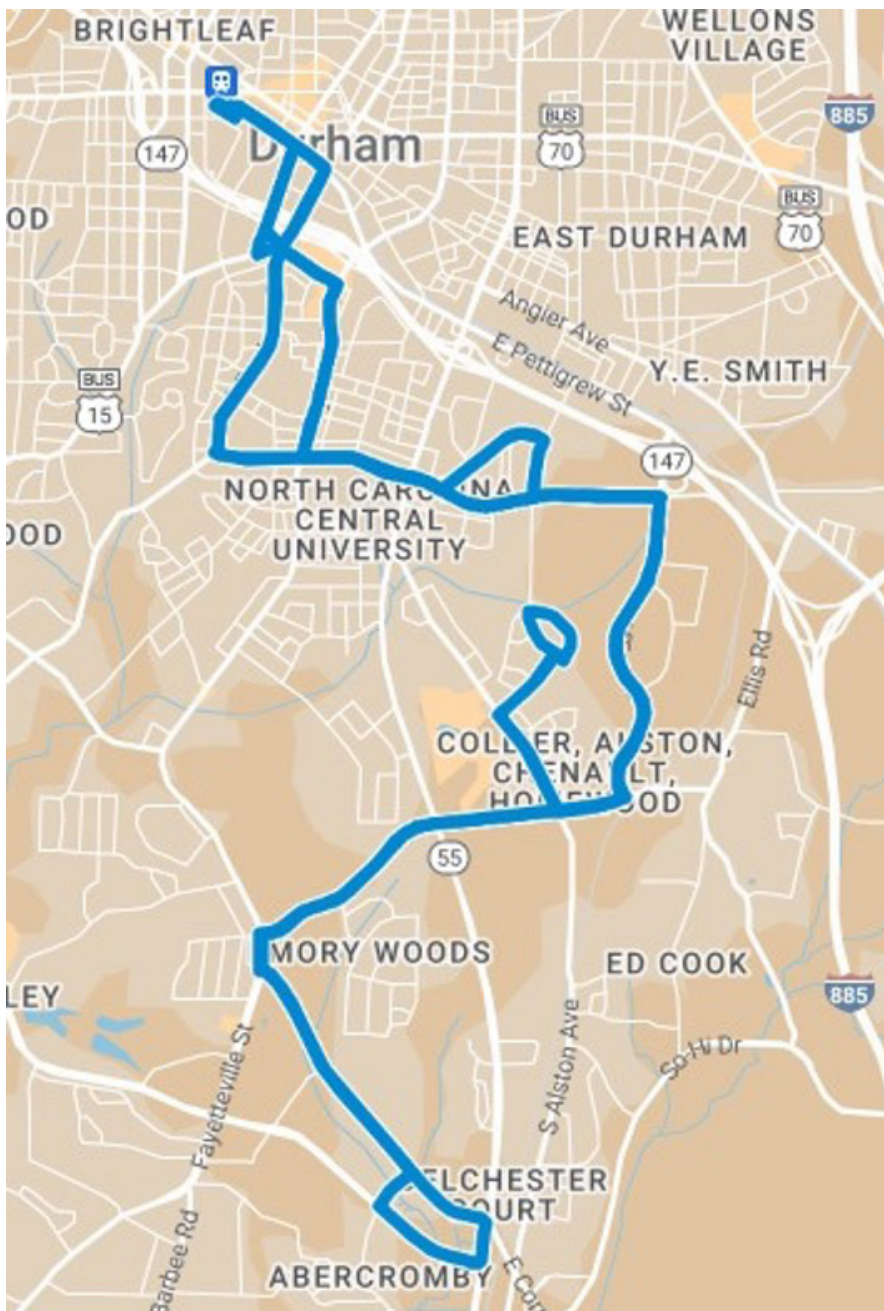 BRIGHTLEAF
WELLONS
VILLAGE
885
BUS
70
147
Durham
BUS
70
OD
EAST DURHAM
Angier Ave
E Pettigrew St
Y.E. SMITH
BUS
15
147
NORTH CAROLINA
CENTRAL
UNIVERSITY
OOD
Ellis Rd
COLLIER, ALSTON,
CHENAULT,
HOPEWOOD
55
MORY WOODS
ED COOK
LEY
885
So Hi Dr
S Alston Ave
Fayetteville St
ELCHESTER
COURT
Barbee Rd
ABERCROMBY
E Cor